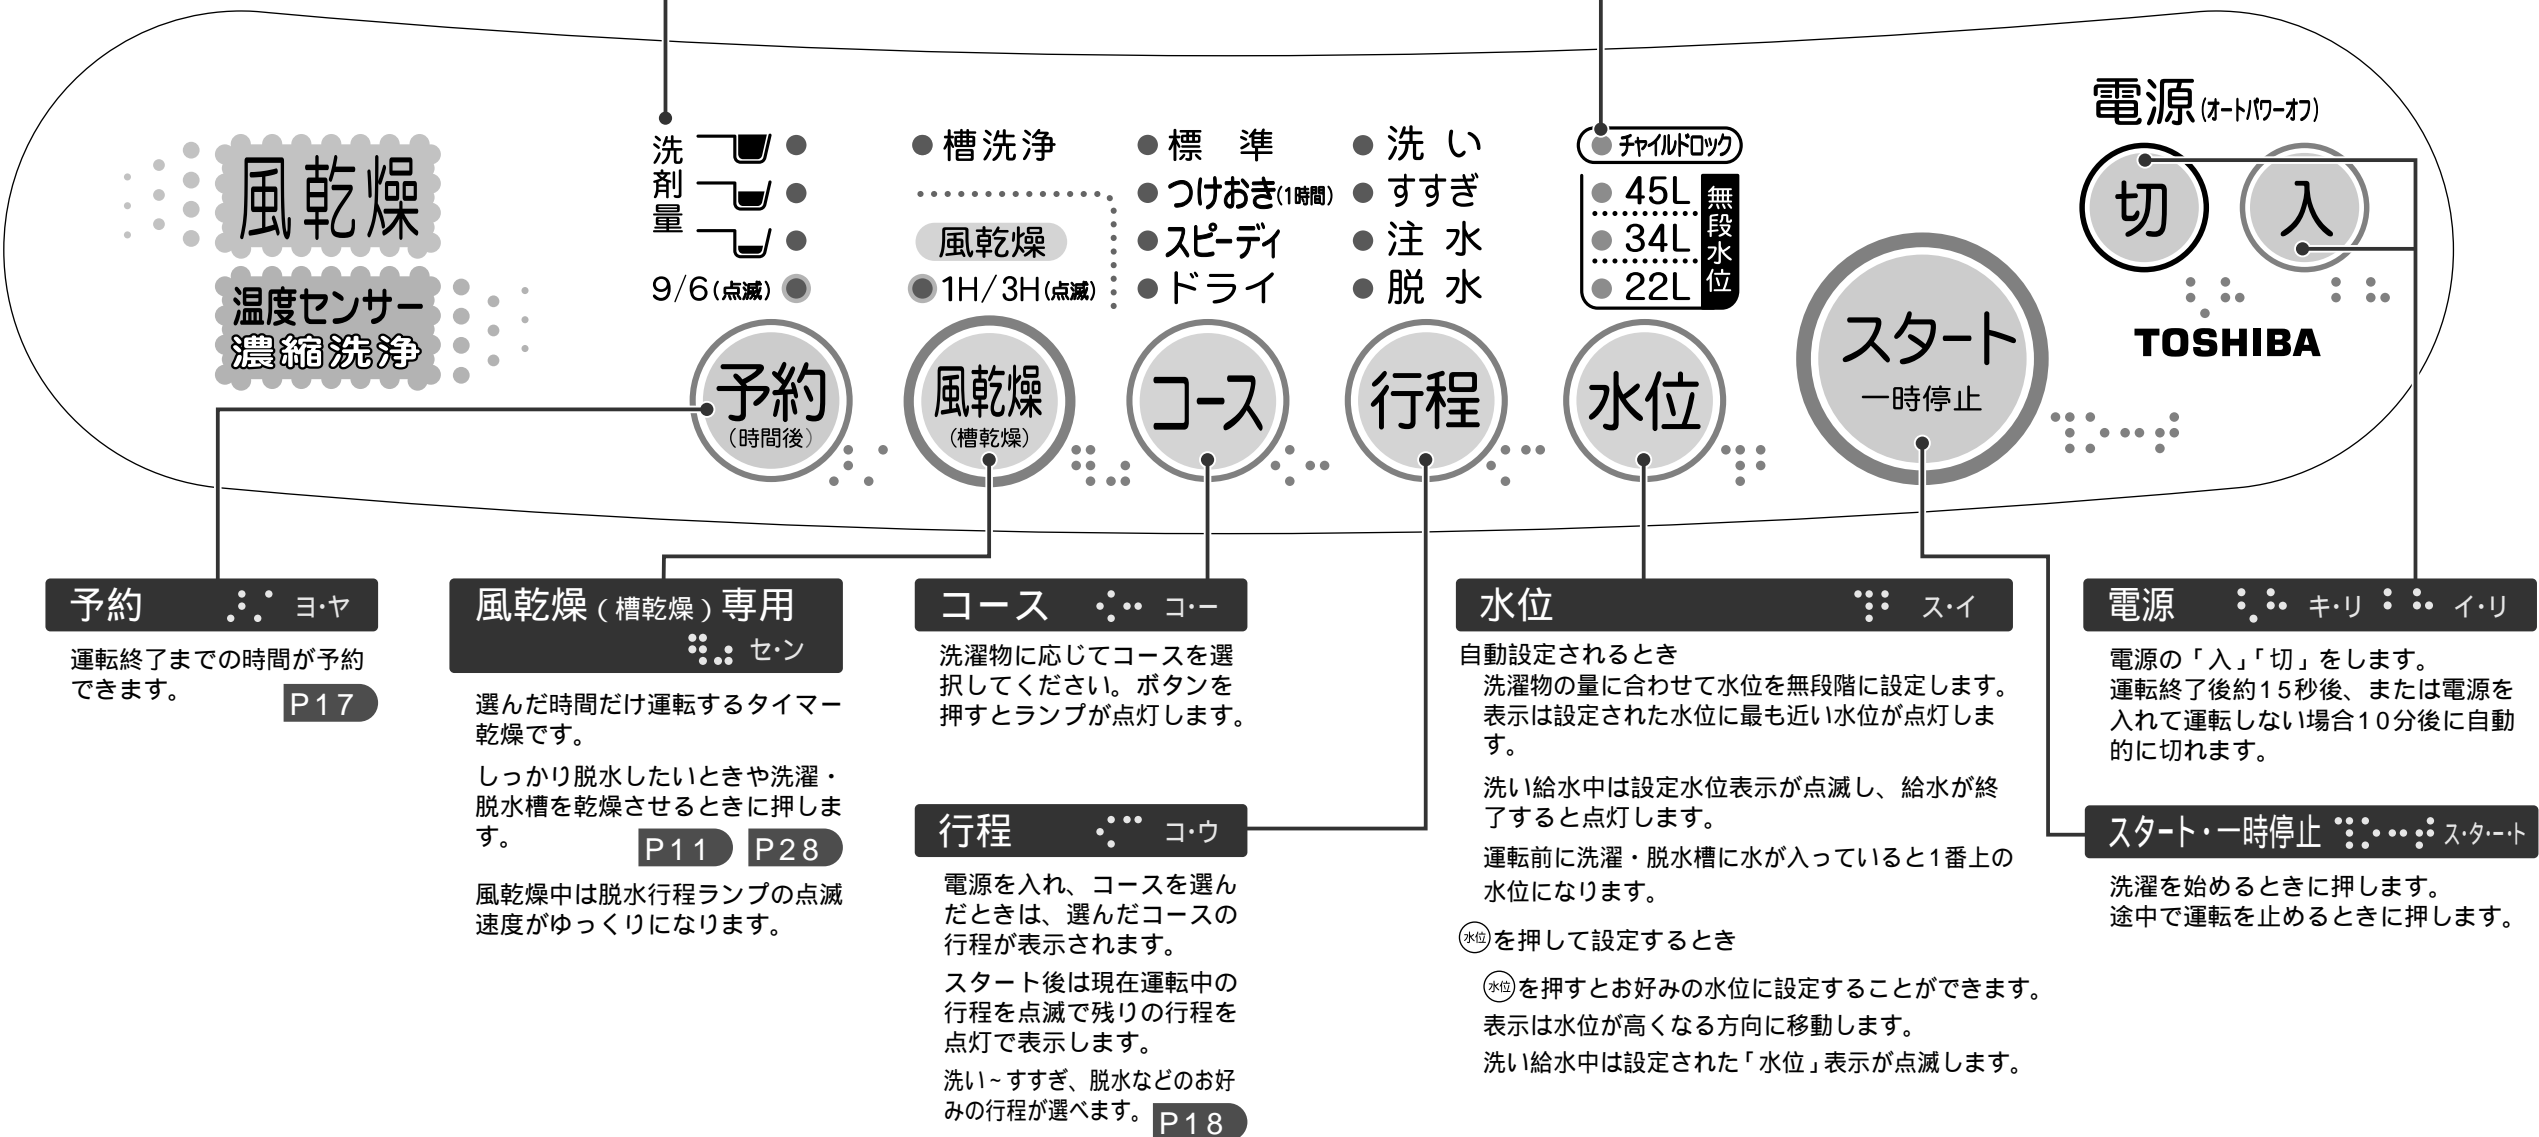 風乾燥
温度センサー
濃縮洗浄
洗剤量
9/6(点滅)
槽洗浄
風乾燥
1H/3H(点滅)
標 準
つけおき(1時間)
スピーディ
ドライ
洗 い
すすぎ
注 水
脱 水
チャイルドロック
45L
34L
22L
無段水位
電源(オートパワーオフ)
切
入
TOSHIBA
予約
(時間後)
風乾燥
(槽乾燥)
コース
行程
水位
スタート
一時停止
予約 ヨ・ヤ
運転終了までの時間が予約
できます。
P17
風乾燥(槽乾燥)専用
セ・ン
選んだ時間だけ運転するタイマー
乾燥です。
しっかり脱水したいときや洗濯・
脱水槽を乾燥させるときに押しま
す。
P11 P28
風乾燥中は脱水行程ランプの点滅
速度がゆっくりになります。
コース コ・ー
洗濯物に応じてコースを選
択してください。ボタンを
押すとランプが点灯します。
行程 コ・ウ
電源を入れ、コースを選ん
だときは、選んだコースの
行程が表示されます。
スタート後は現在運転中の
行程を点滅で残りの行程を
点灯で表示します。
洗い~すすぎ、脱水などのお好
みの行程が選べます。
P18
水位 ス・イ
自動設定されるとき
洗濯物の量に合わせて水位を無段階に設定します。
表示は設定された水位に最も近い水位が点灯しま
す。
洗い給水中は設定水位表示が点滅し、給水が終
了すると点灯します。
運転前に洗濯・脱水槽に水が入っていると1番上の
水位になります。
水位を押して設定するとき
水位を押すとお好みの水位に設定することができます。
表示は水位が高くなる方向に移動します。
洗い給水中は設定された「水位」表示が点滅します。
電源 キ・リ イ・リ
電源の「入」「切」をします。
運転終了後約15秒後、または電源を
入れて運転しない場合10分後に自動
的に切れます。
スタート・一時停止 ス・タ・ー・ト
洗濯を始めるときに押します。
途中で運転を止めるときに押します。